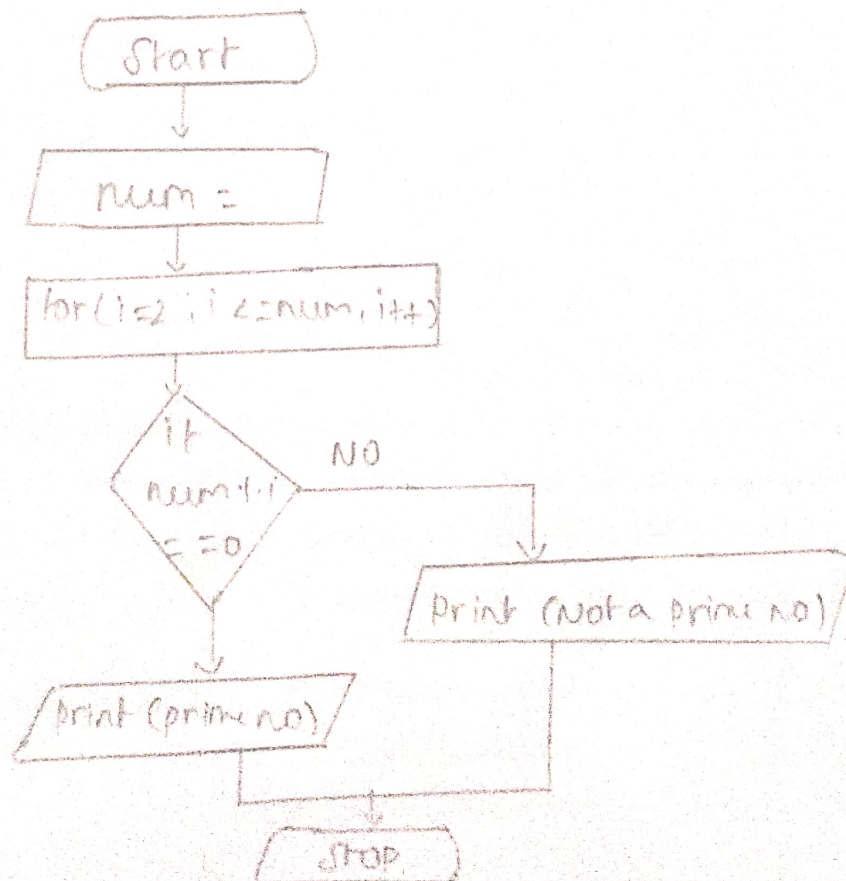 Start
num =
for(i=2; i<=num, i++)
if
num % i
= =0
NO
print (Not a prime no)
print (prime no)
Stop